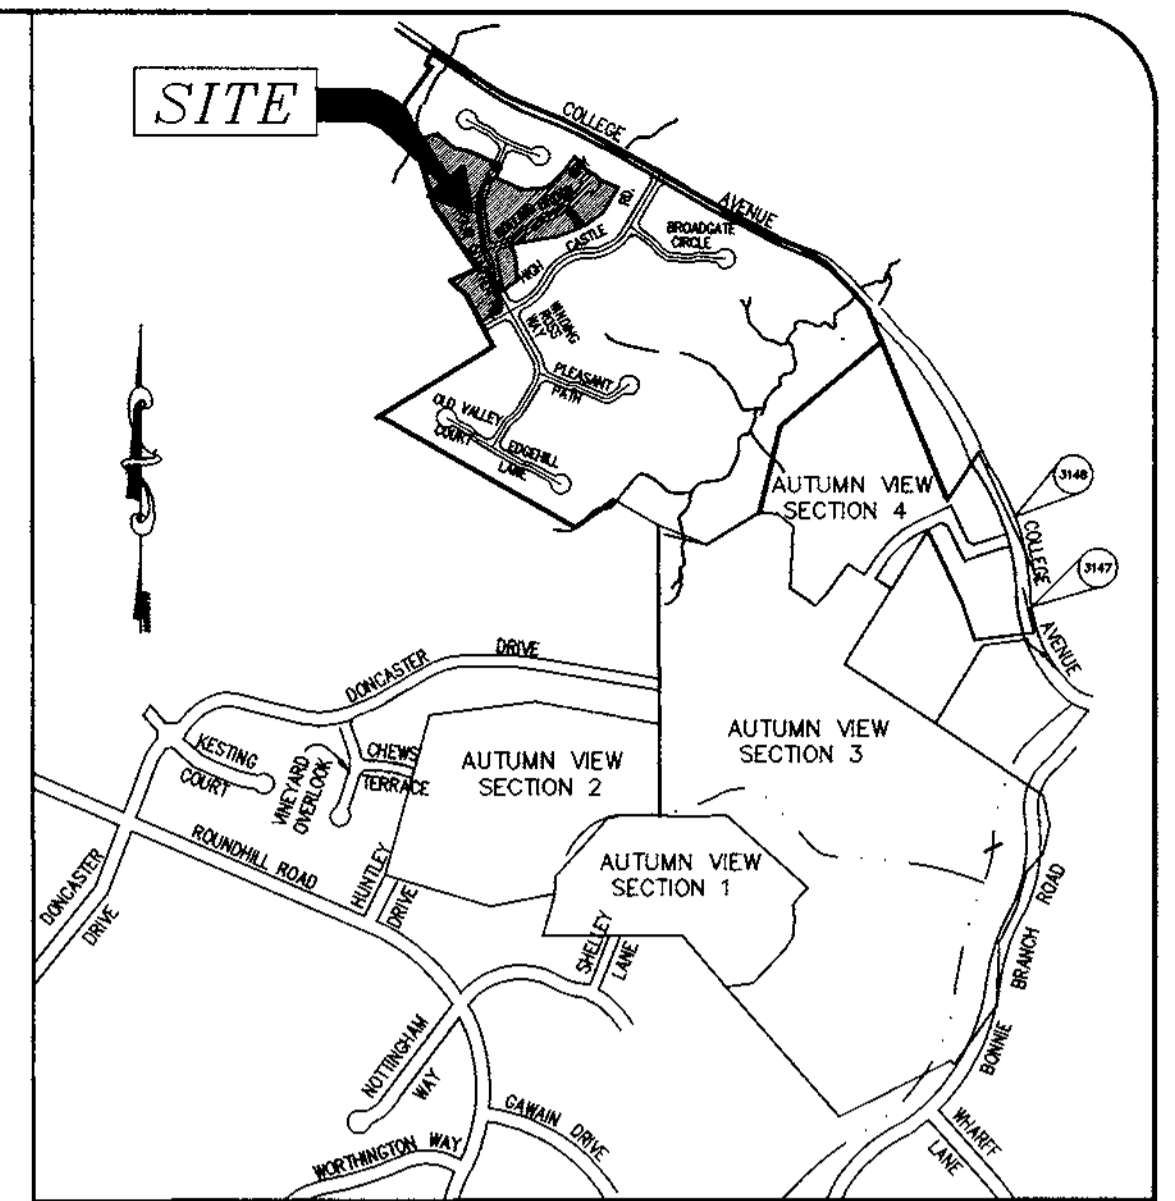 SITE
COLLEGE
AVENUE
RD.
BROADGATE
CIRCLE
CASTLE
HIGH
WINDING
ROSS
WAY
PLEASANT
PATH
OLD VALLEY
COURT
EDGEHILL
LANE
AUTUMN VIEW
SECTION 4
3146
COLLEGE
3147
AVENUE
DONCASTER
DRIVE
AUTUMN VIEW
SECTION 3
KESTING
COURT
VINEYARD
OVERLOOK
CHEWS
TERRACE
AUTUMN VIEW
SECTION 2
ROUNDHILL ROAD
HUNTLEY
DRIVE
AUTUMN VIEW
SECTION 1
DONCASTER
DRIVE
SHELLEY
LANE
BONNIE
BRANCH
ROAD
NOTTINGHAM
WAY
GAWAIN DRIVE
WORTHINGTON WAY
WHARFF
LANE